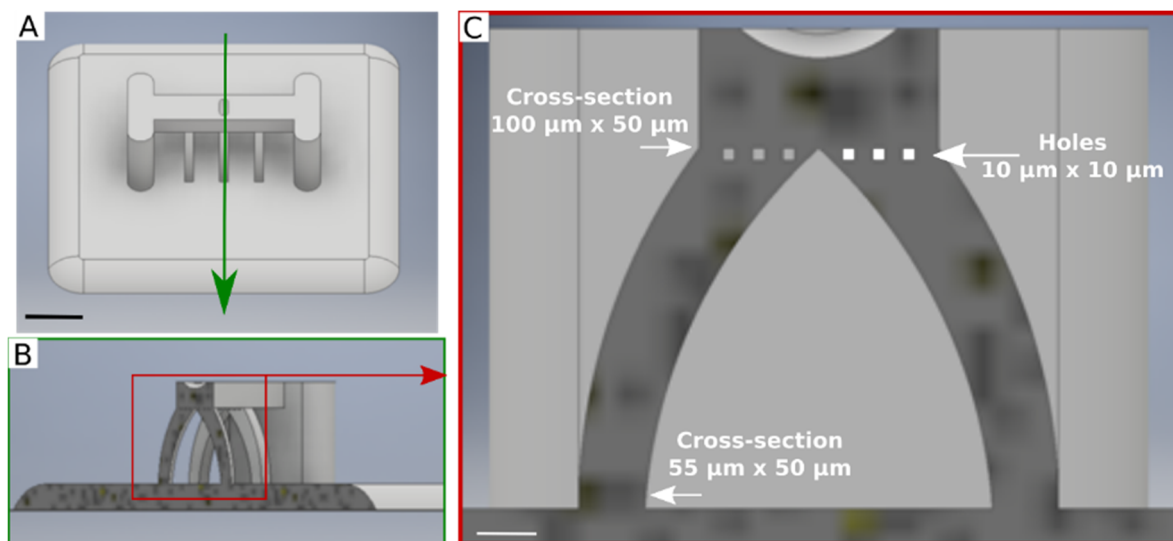 A
B
C
Cross-section
100 µm x 50 µm
Holes
10 µm x 10 µm
Cross-section
55 µm x 50 µm